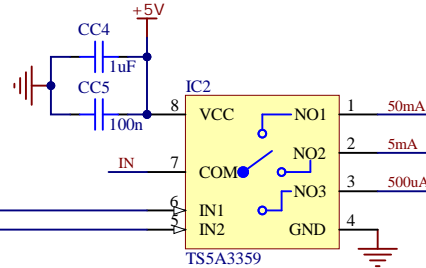 +5V
CC4
1uF
CC5
100n
IC2
8 VCC NO1 1 50mA
NO2 2 5mA
IN 7 COM
NO3 3 500uA
6 IN1
5 IN2 GND 4
TS5A3359